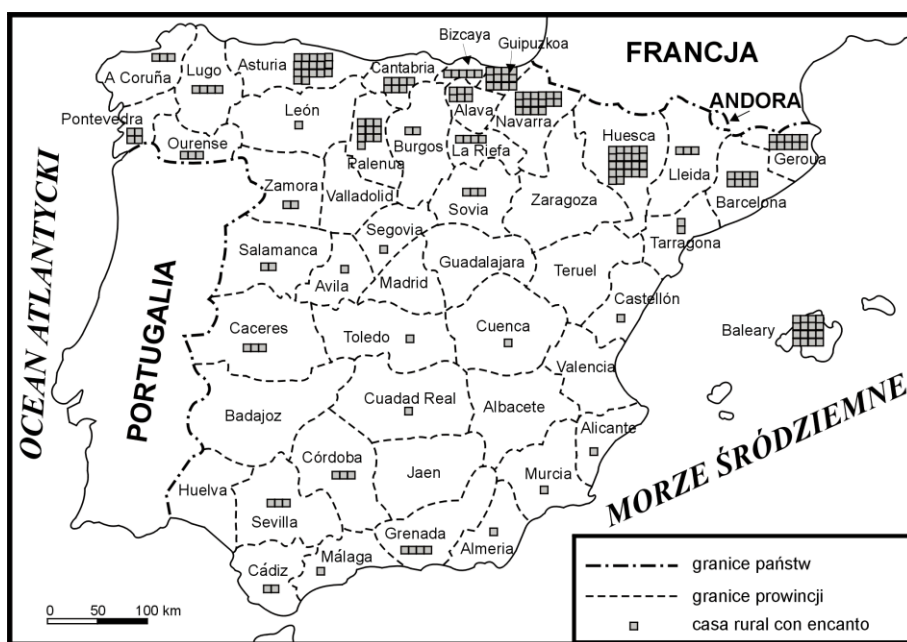 Bizcaya
Guipuzkoa
FRANCJA
A Coruña
Lugo
Asturia
Cantabria
ANDORA
Pontevedra
León
Alava
Navarra
Ourense
Palenua
Burgos
La Riefa
Huesca
Lleida
Geroua
Barcelona
Zamora
Valladolid
Sovia
Zaragoza
Tarragona
Segovia
Salamanca
Avila
Madrid
Guadalajara
Teruel
Castellón
OCEAN ATLANTYCKI
PORTUGALIA
Caceres
Toledo
Cuenca
Valencia
Baleary
Badajoz
Cuadad Real
Albacete
Alicante
MORZE ŚRÓDZIEMNE
Córdoba
Jaen
Murcia
Huelva
Sevilla
Grenada
Almeria
Málaga
Cádiz
granice państw
granice prowincji
casa rural con encanto
0 50 100 km